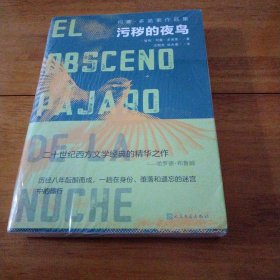 何塞·多诺索作品集
污秽的夜鸟
EL
OBSCENO
PÁJARO
DE LA
NOCHE
二十世纪西方文学经典的精华之作
——哈罗德·布鲁姆
历经八年酝酿而成，一趟在身份、堕落和遗忘的迷宫
中的旅行
人民文学出版社